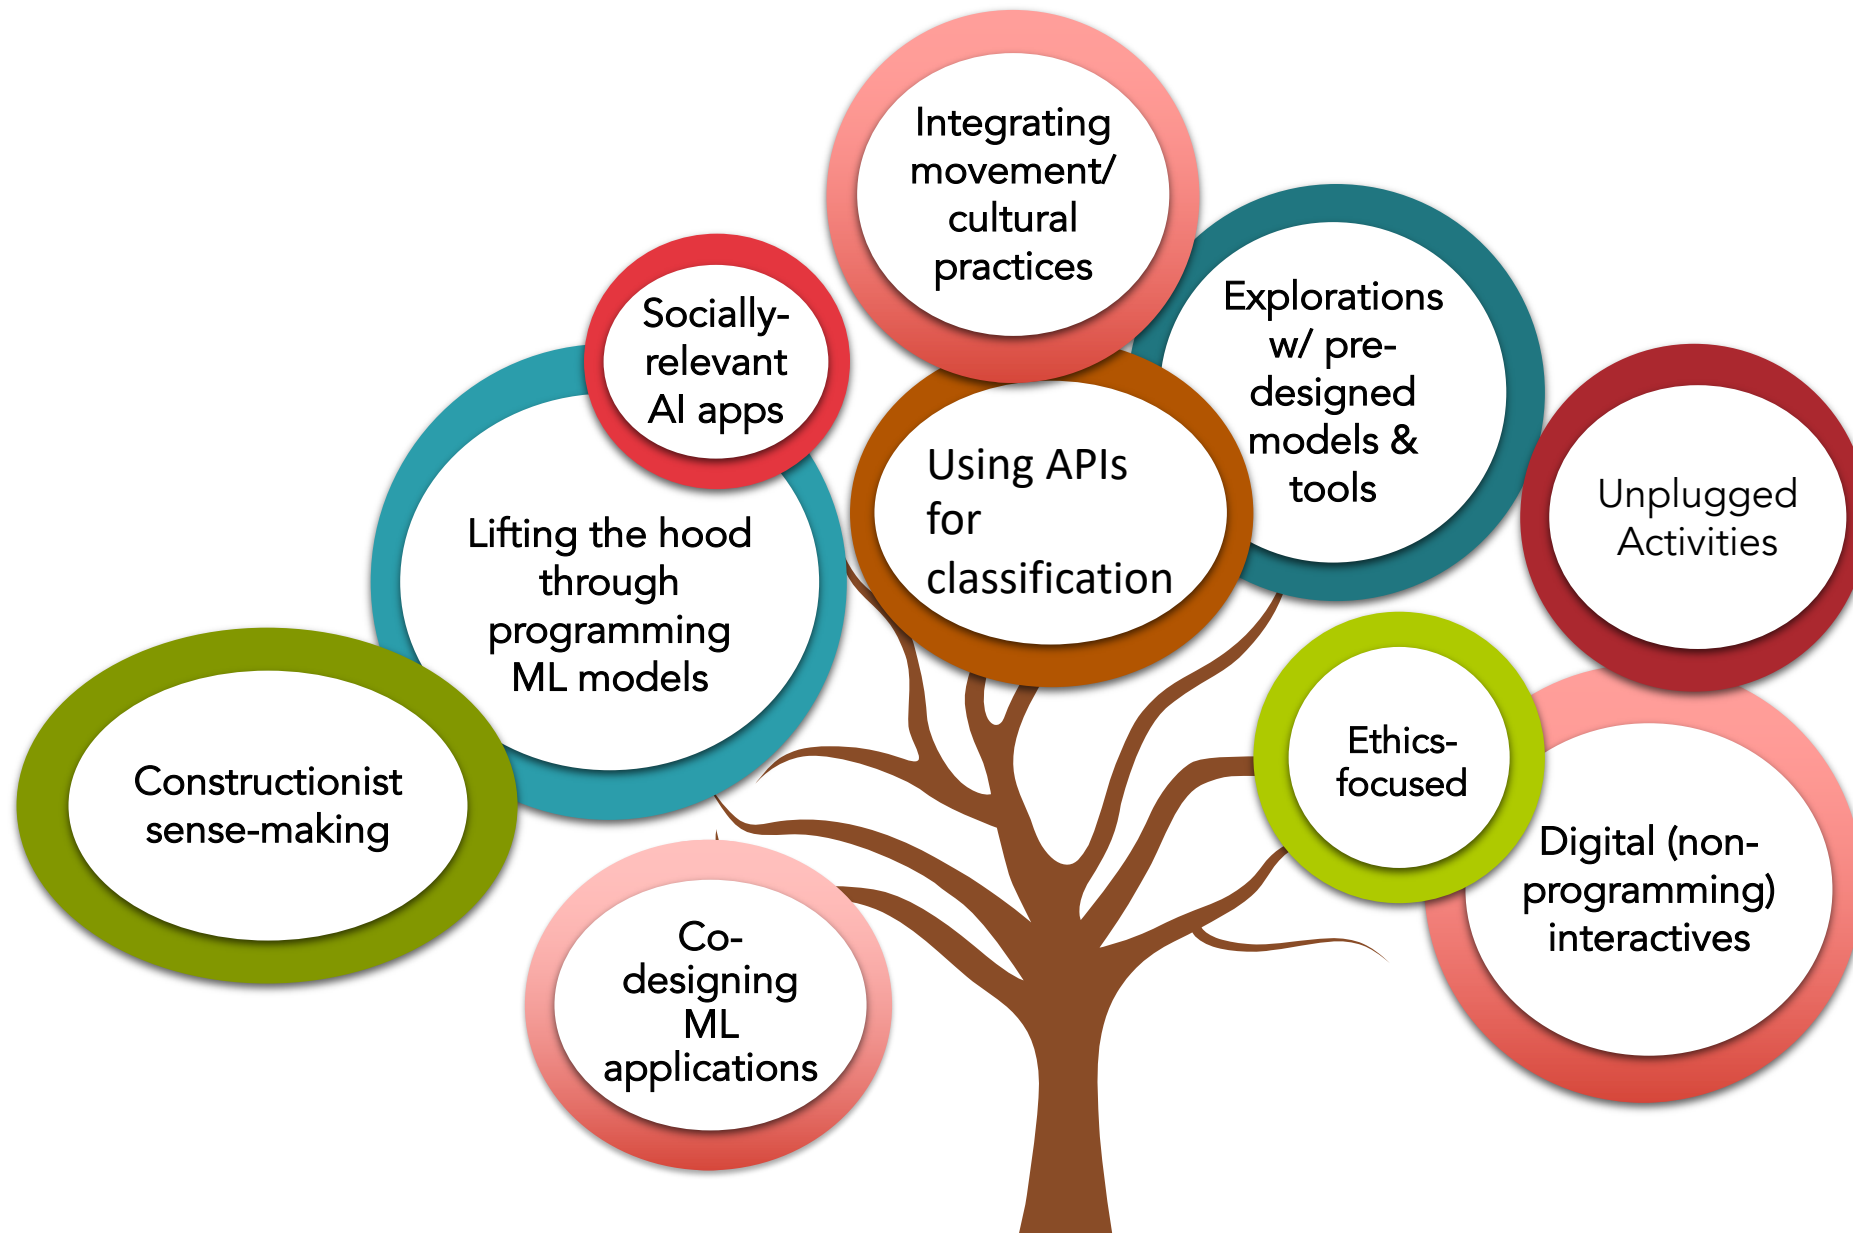 Integrating
movement/
cultural
practices
Socially-
relevant
AI apps
Explorations
w/ pre-
designed
models &
tools
Using APIs
for
classification
Unplugged
Activities
Lifting the hood
through
programming
ML models
Constructionist
sense-making
Ethics-
focused
Digital (non-
programming)
interactives
Co-
designing
ML
applications